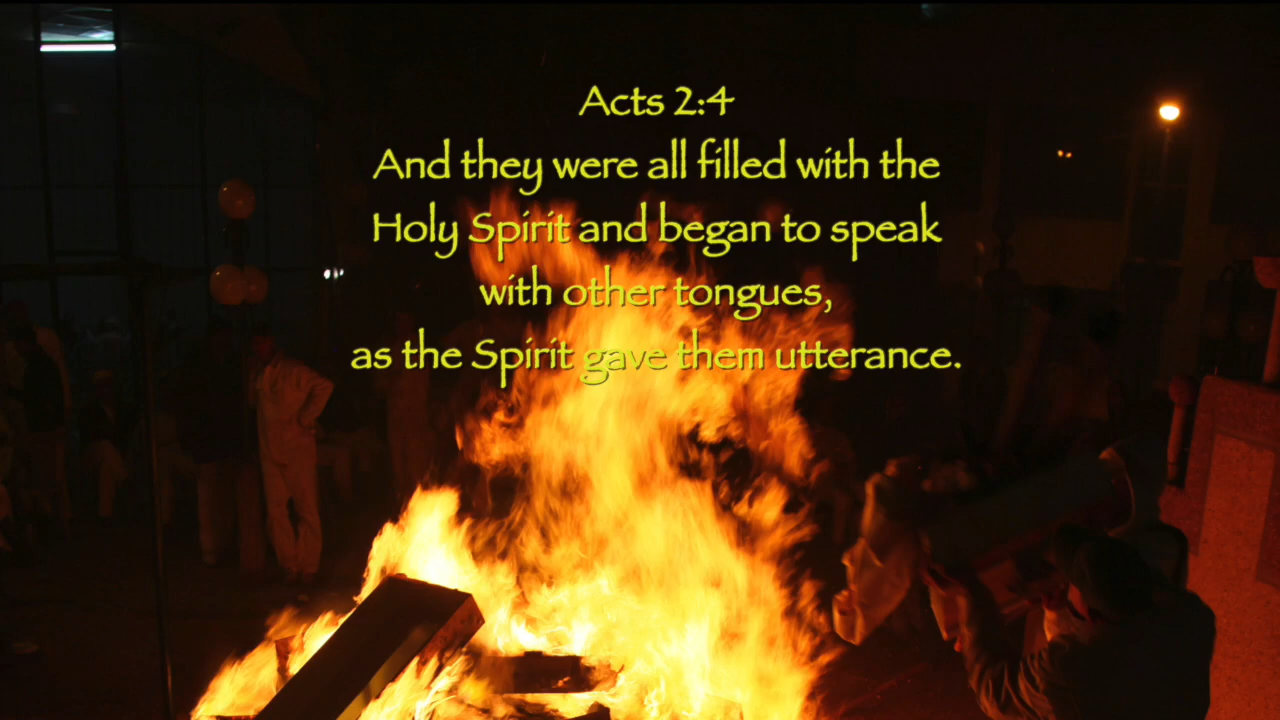 Acts 2:4
And they were all filled with the
Holy Spirit and began to speak
with other tongues,
as the Spirit gave them utterance.